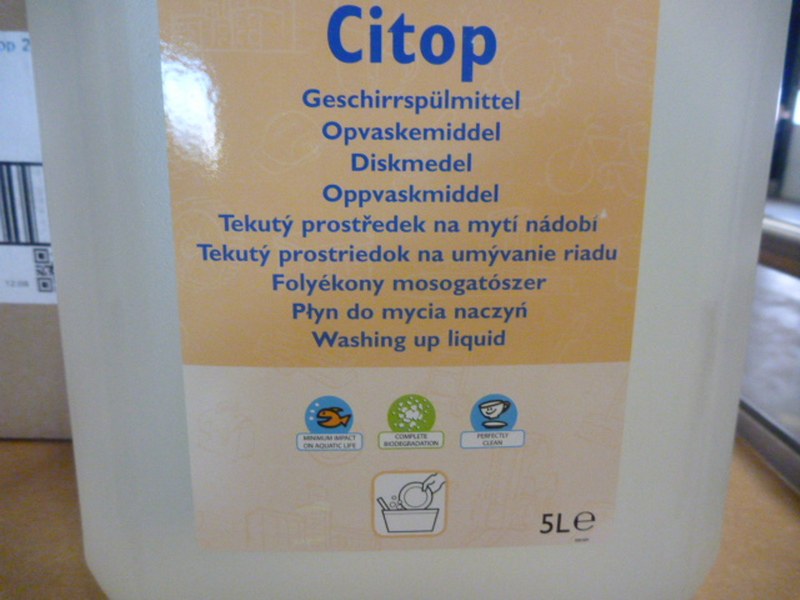 Citop
Geschirrspülmittel
Opvaskemiddel
Diskmedel
Oppvaskmiddel
Tekutý prostředek na mytí nádobí
Tekutý prostriedok na umývanie riadu
Folyékony mosogatószer
Płyn do mycia naczyń
Washing up liquid
MINIMUM IMPACT
ON AQUATIC LIFE
COMPLETE
BIODEGRADATION
PERFECTLY
CLEAN
5L℮